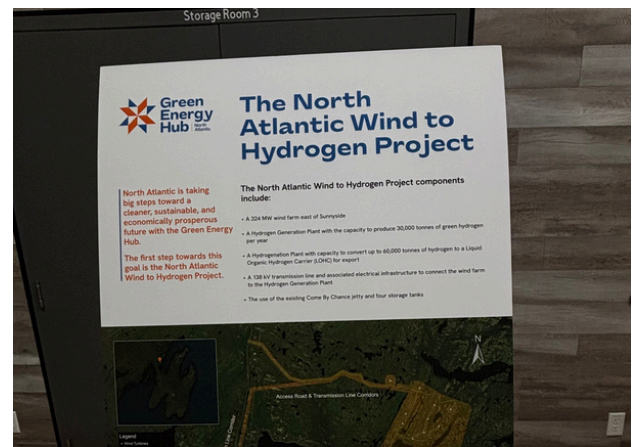 Storage Room 3
Green
Energy
Hub
North
Atlantic
The North
Atlantic Wind to
Hydrogen Project
North Atlantic is taking
big steps toward a
cleaner, sustainable, and
economically prosperous
future with the Green Energy
Hub.
The first step towards this
goal is the North Atlantic
Wind to Hydrogen Project.
The North Atlantic Wind to Hydrogen Project components
include:
• A 324 MW wind farm east of Sunnyside
• A Hydrogen Generation Plant with the capacity to produce 30,000 tonnes of green hydrogen
per year
• A Hydrogenation Plant with capacity to convert up to 60,000 tonnes of hydrogen to a Liquid
Organic Hydrogen Carrier (LOHC) for export
• A 138 kV transmission line and associated electrical infrastructure to connect the wind farm
to the Hydrogen Generation Plant
• The use of the existing Come By Chance jetty and four storage tanks
N
Access Road & Transmission Line Corridors
Line Corridor
Legend
Wind Turbines